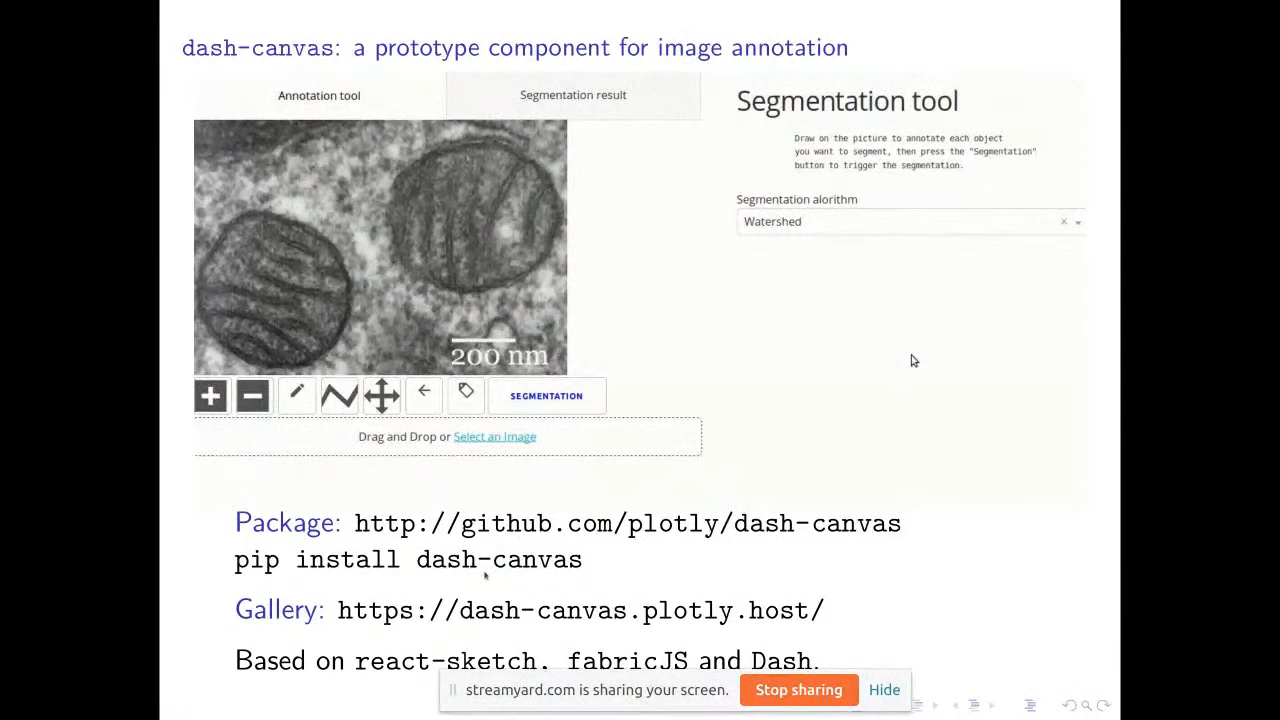 dash-canvas: a prototype component for image annotation
Annotation tool
Segmentation result
Segmentation tool
Draw on the picture to annotate each object
you want to segment, then press the "Segmentation"
button to trigger the segmentation.
Segmentation alorithm
Watershed
200 nm
SEGMENTATION
Drag and Drop or Select an Image
Package: http://github.com/plotly/dash-canvas
pip install dash-canvas
Gallery: https://dash-canvas.plotly.host/
Based on react-sketch, fabricJS and Dash.
streamyard.com is sharing your screen.
Stop sharing
Hide